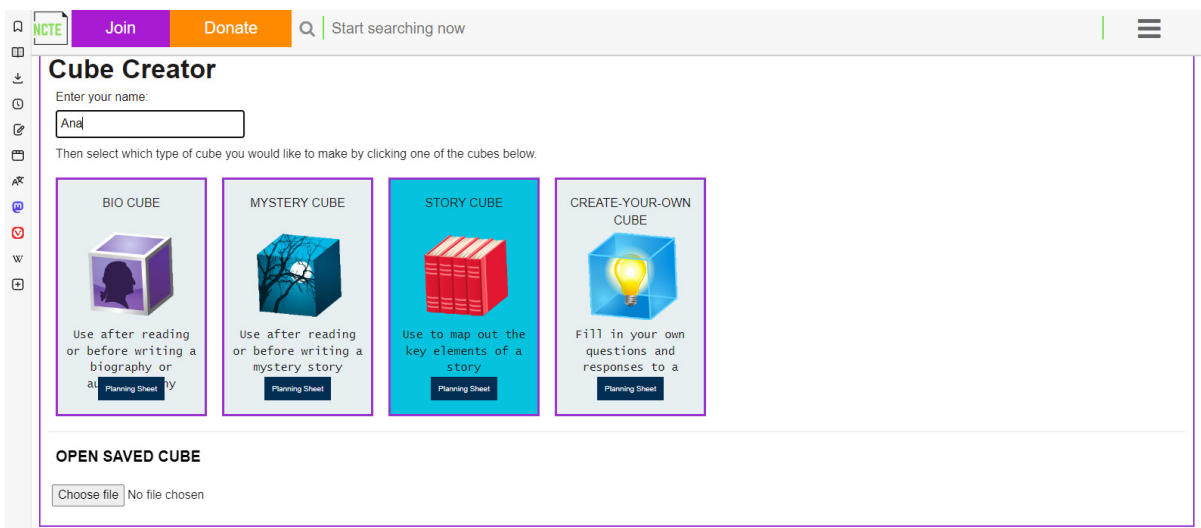 NCTE
Join
Donate
Start searching now
Cube Creator
Enter your name:
Ana
Then select which type of cube you would like to make by clicking one of the cubes below.
BIO CUBE
Use after reading
or before writing a
biography or
au hy
Planning Sheet
MYSTERY CUBE
Use after reading
or before writing a
mystery story
Planning Sheet
STORY CUBE
Use to map out the
key elements of a
story
Planning Sheet
CREATE-YOUR-OWN
CUBE
Fill in your own
questions and
responses to a
Planning Sheet
OPEN SAVED CUBE
Choose file No file chosen